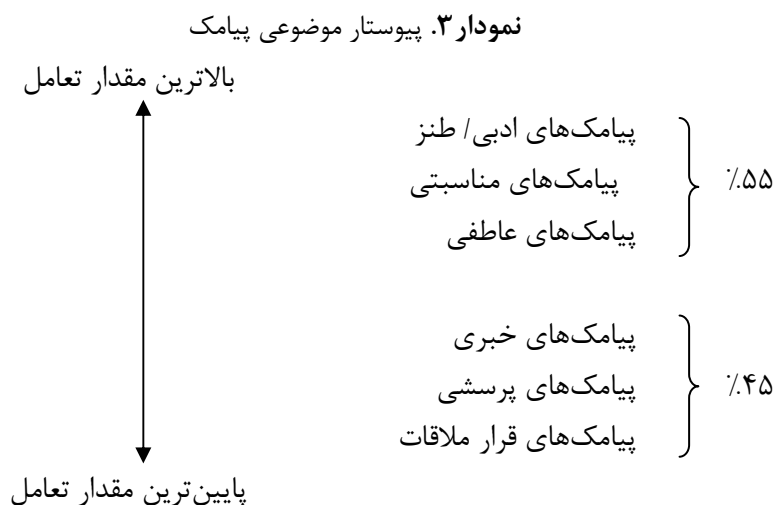 نمودار۳. پیوستار موضوعی پیامک
بالاترین مقدار تعامل
پیامک‌های ادبی/ طنز
پیامک‌های مناسبتی
٪۵۵
پیامک‌های عاطفی
پیامک‌های خبری
پیامک‌های پرسشی
٪۴۵
پیامک‌های قرار ملاقات
پایین‌ترین مقدار تعامل